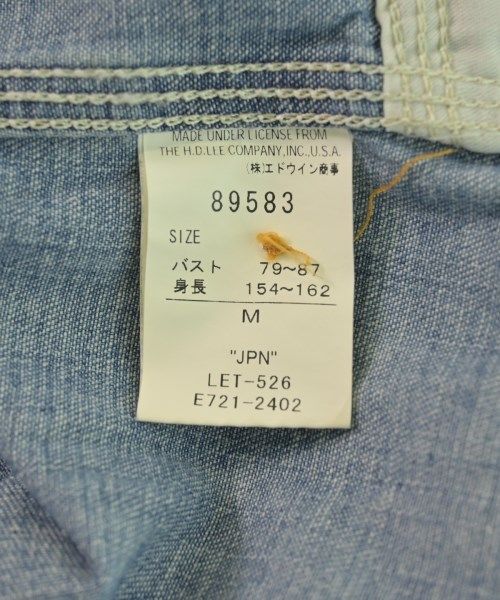 MADE UNDER LICENSE FROM
THE H.D.LEE COMPANY,INC.,U.S.A.
(株)エドウイン商事
89583
SIZE
バスト 79~87
身長 154~162
M
"JPN"
LET-526
E721-2402